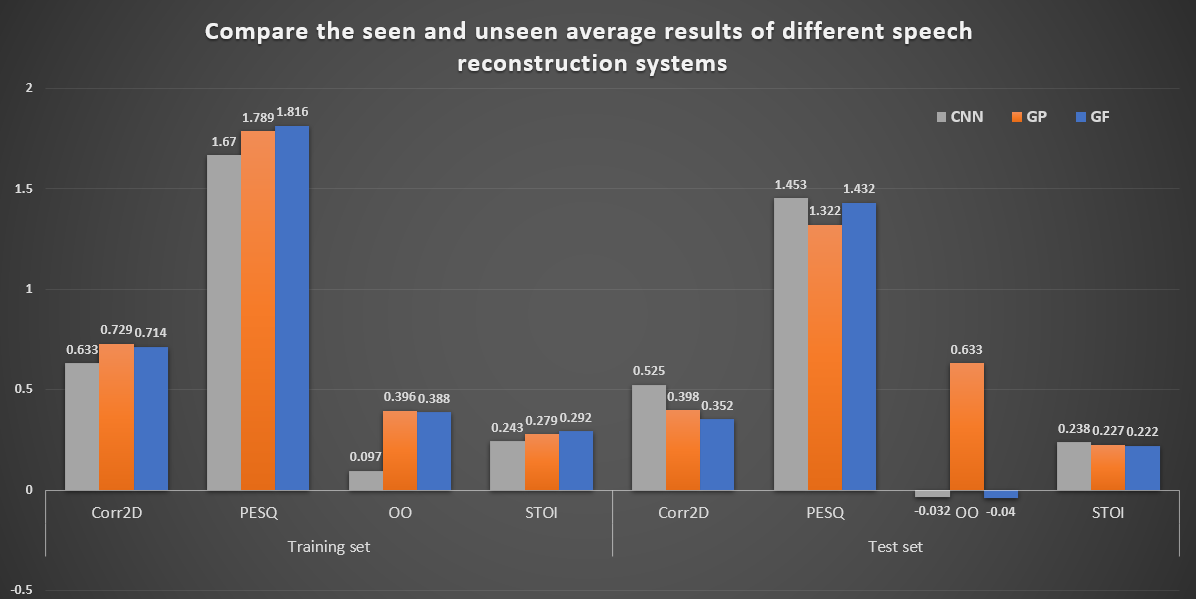 Compare the seen and unseen average results of different speech
reconstruction systems
2
CNN GP GF
1.5
1
0.5
0
-0.5
0.633 0.729 0.714
1.67 1.789 1.816
0.097 0.396 0.388
0.243 0.279 0.292
0.525 0.398 0.352
1.453 1.322 1.432
-0.032 0.633 -0.04
0.238 0.227 0.222
Corr2D PESQ OO STOI Corr2D PESQ OO STOI
Training set Test set